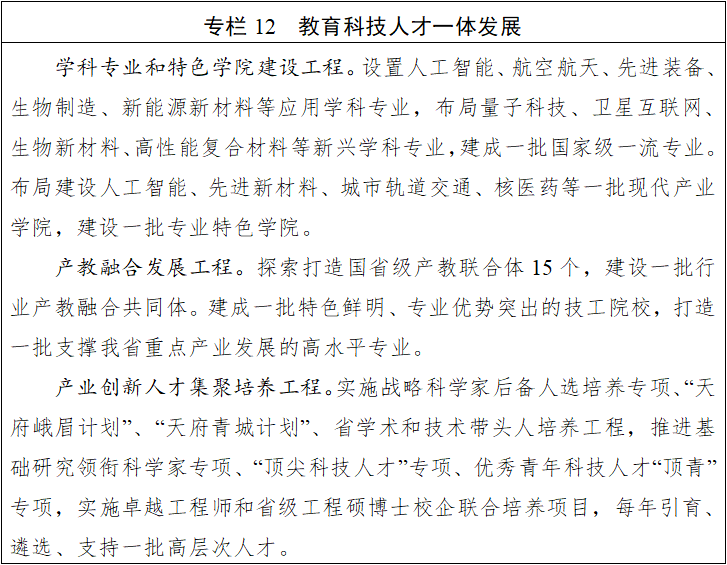 专栏 12 教育科技人才一体发展
学科专业和特色学院建设工程。设置人工智能、航空航天、先进装备、
生物制造、新能源新材料等应用学科专业，布局量子科技、卫星互联网、
生物新材料、高性能复合材料等新兴学科专业，建成一批国家级一流专业。
布局建设人工智能、先进新材料、城市轨道交通、核医药等一批现代产业
学院，建设一批专业特色学院。
产教融合发展工程。探索打造国省级产教联合体 15 个，建设一批行
业产教融合共同体。建成一批特色鲜明、专业优势突出的技工院校，打造
一批支撑我省重点产业发展的高水平专业。
产业创新人才集聚培养工程。实施战略科学家后备人选培养专项、“天
府峨眉计划”、“天府青城计划”、省学术和技术带头人培养工程，推进基
础研究领衔科学家专项、“顶尖科技人才”专项、优秀青年科技人才“顶青”
专项，实施卓越工程师和省级工程硕博士校企联合培养项目，每年引育、
遴选、支持一批高层次人才。